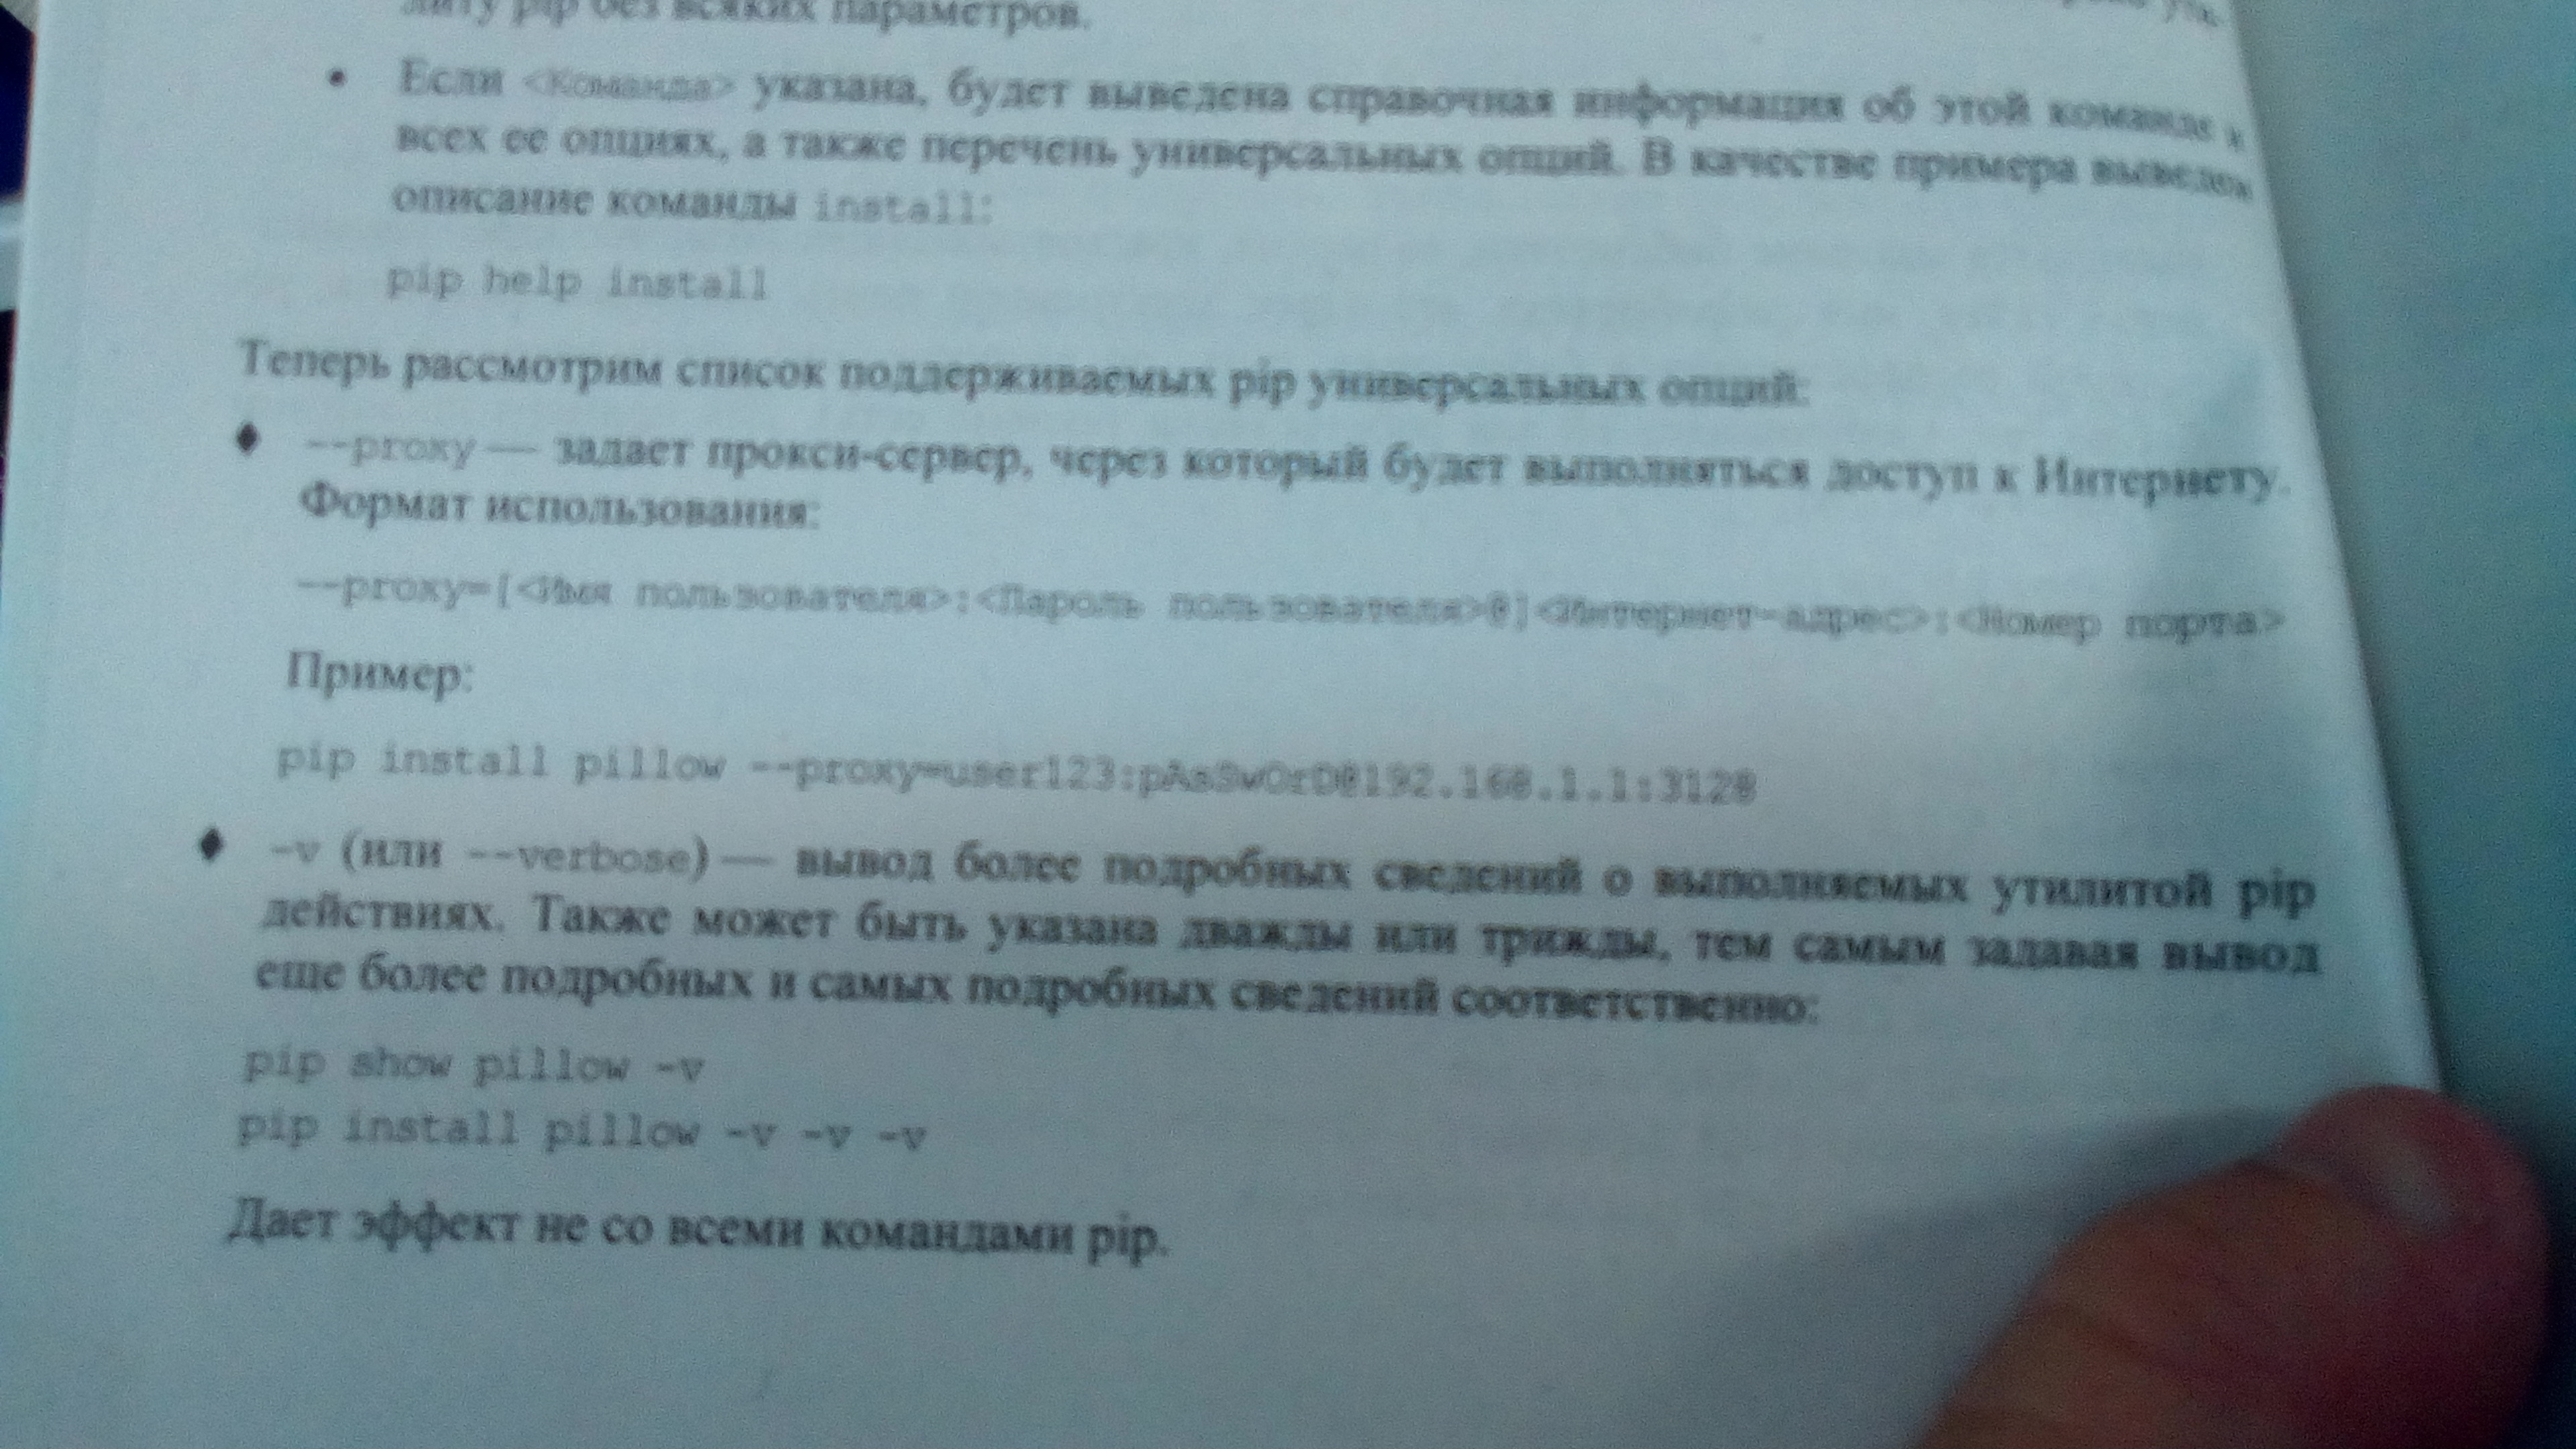 литу pip без всяких параметров.
• Если <Команда> указана, будет выведена справочная информация об этой команде и
всех ее опциях, а также перечень универсальных опций. В качестве примера выведем
описание команды install:
pip help install
Теперь рассмотрим список поддерживаемых pip универсальных опций:
♦ --proxy — задает прокси-сервер, через который будет выполняться доступ к Интернету.
Формат использования:
--proxy=[<Имя пользователя>:<Пароль пользователя>@]<Интернет-адрес>:<Номер порта>
Пример:
pip install pillow --proxy=user123:pAsSwOrD@192.168.1.1:3128
♦ -v (или --verbose) — вывод более подробных сведений о выполняемых утилитой pip
действиях. Также может быть указана дважды или трижды, тем самым задавая вывод
еще более подробных и самых подробных сведений соответственно:
pip show pillow -v
pip install pillow -v -v -v
Дает эффект не со всеми командами pip.